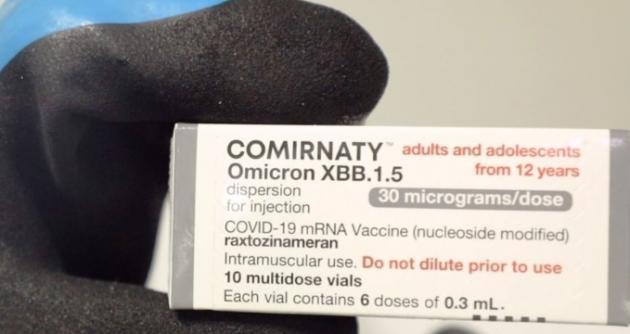 COMIRNATY™ adults and adolescents
Omicron XBB.1.5 from 12 years
dispersion 30 micrograms/dose
for injection
COVID-19 mRNA Vaccine (nucleoside modified)
raxtozinameran
Intramuscular use. Do not dilute prior to use
10 multidose vials
Each vial contains 6 doses of 0.3 mL.